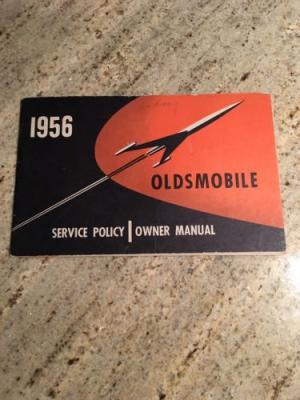 1956
OLDSMOBILE
SERVICE POLICY | OWNER MANUAL